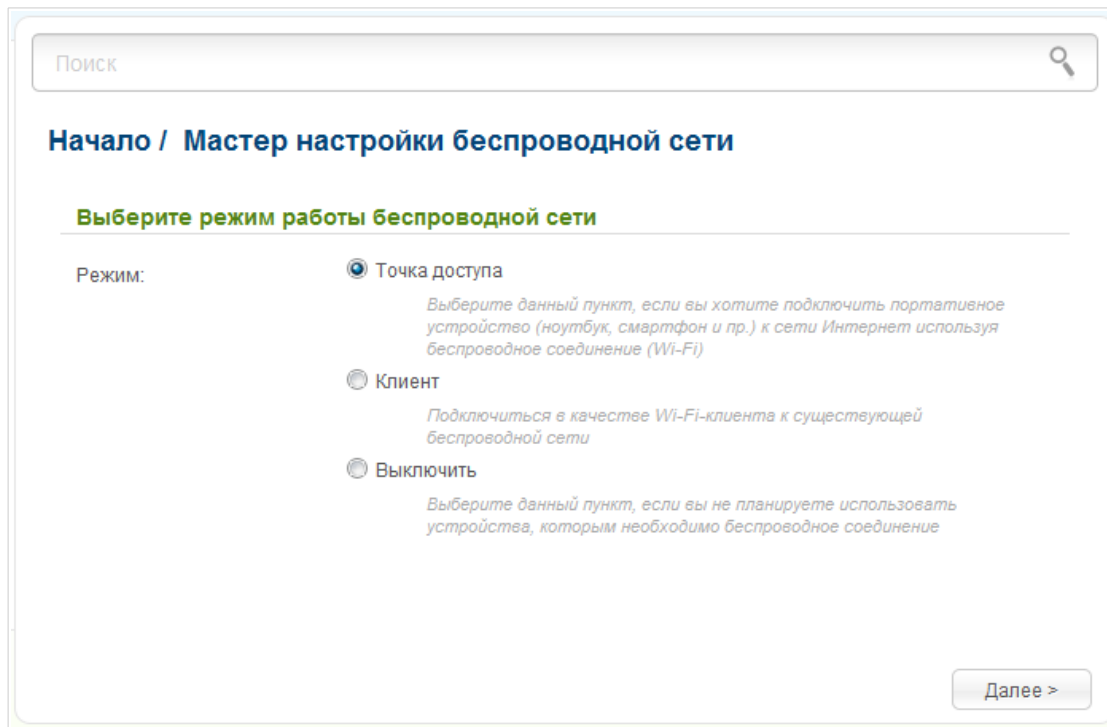 Поиск
Начало / Мастер настройки беспроводной сети
Выберите режим работы беспроводной сети
Режим:
Точка доступа
Выберите данный пункт, если вы хотите подключить портативное
устройство (ноутбук, смартфон и пр.) к сети Интернет используя
беспроводное соединение (Wi-Fi)
Клиент
Подключиться в качестве Wi-Fi-клиента к существующей
беспроводной сети
Выключить
Выберите данный пункт, если вы не планируете использовать
устройства, которым необходимо беспроводное соединение
Далее >